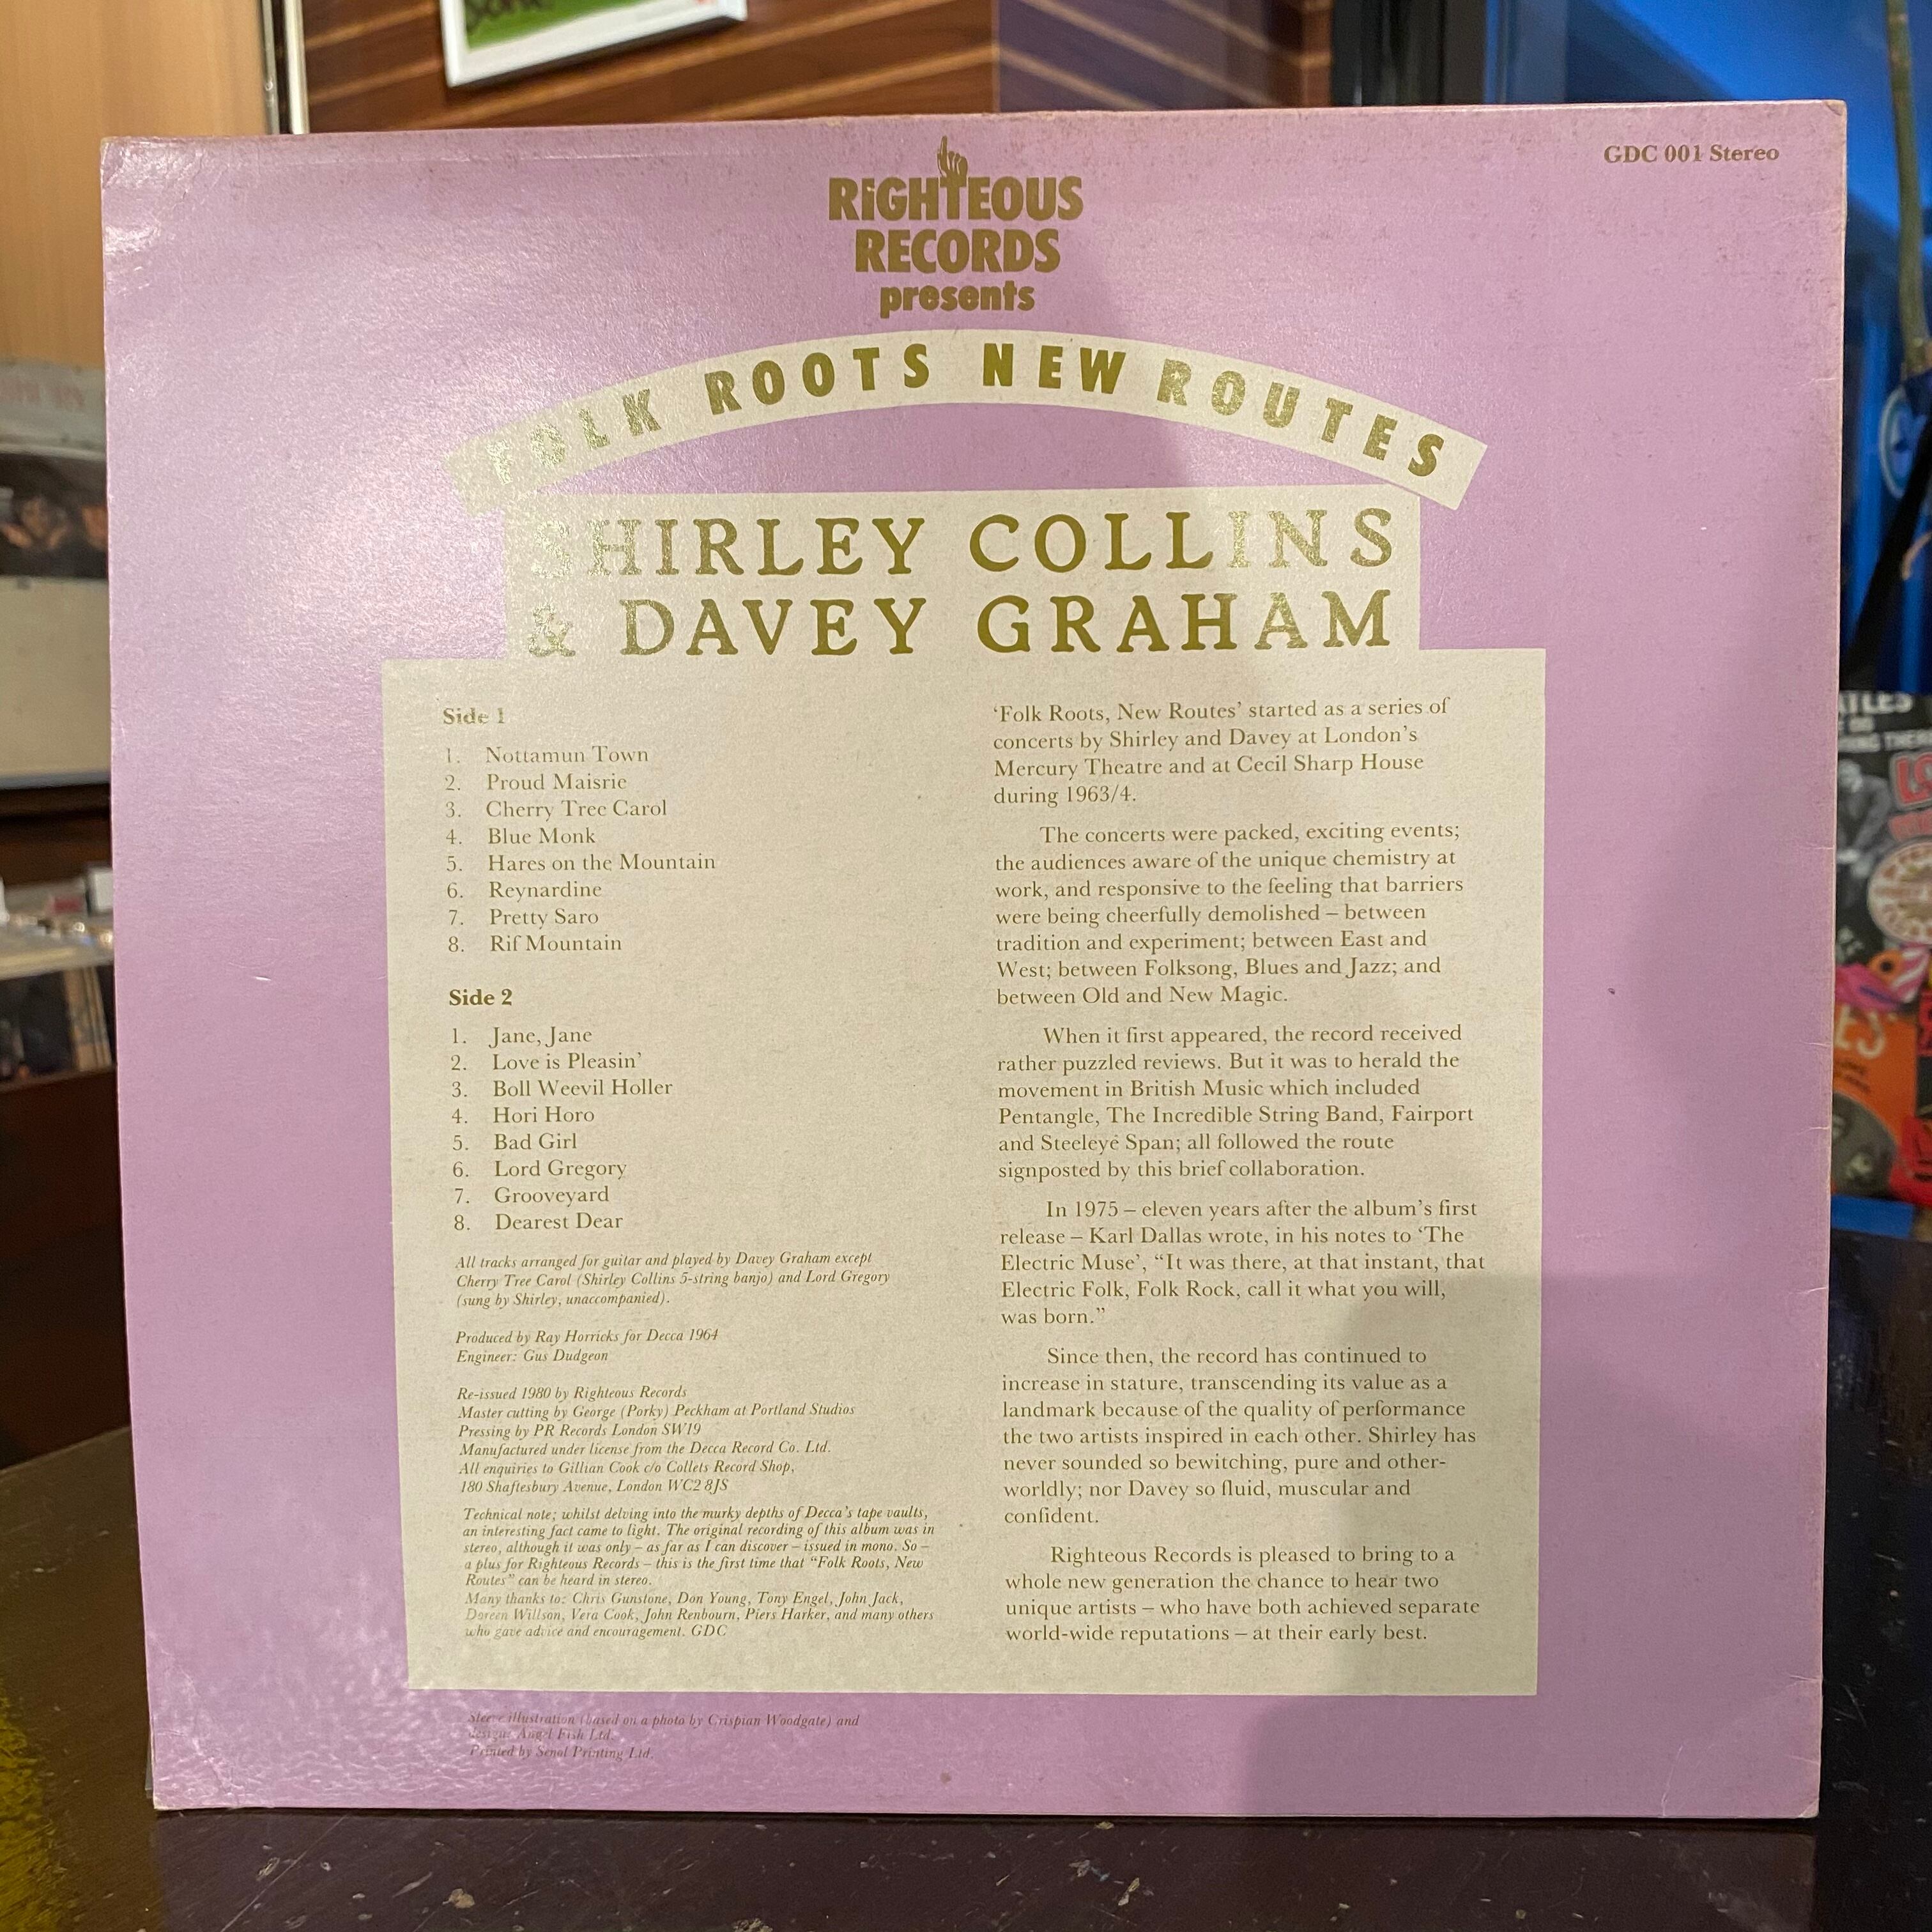 GDC 001 Stereo
RIGHTEOUS
RECORDS
presents
FOLK ROOTS NEW ROUTES
SHIRLEY COLLINS
& DAVEY GRAHAM
Side 1
1. Nottamun Town
2. Proud Maisrie
3. Cherry Tree Carol
4. Blue Monk
5. Hares on the Mountain
6. Reynardine
7. Pretty Saro
8. Rif Mountain
Side 2
1. Jane, Jane
2. Love is Pleasin'
3. Boll Weevil Holler
4. Hori Horo
5. Bad Girl
6. Lord Gregory
7. Grooveyard
8. Dearest Dear
All tracks arranged for guitar and played by Davey Graham except
Cherry Tree Carol (Shirley Collins 5-string banjo) and Lord Gregory
(sung by Shirley, unaccompanied).
Produced by Ray Horricks for Decca 1964
Engineer: Gus Dudgeon
Re-issued 1980 by Righteous Records
Master cutting by George (Porky) Peckham at Portland Studios
Pressing by PR Records London SW19
Manufactured under license from the Decca Record Co. Ltd.
All enquiries to Gillian Cook c/o Collets Record Shop,
180 Shaftesbury Avenue, London WC2 8JS
Technical note; whilst delving into the murky depths of Decca's tape vaults,
an interesting fact came to light. The original recording of this album was in
stereo, although it was only – as far as I can discover – issued in mono. So –
a plus for Righteous Records – this is the first time that "Folk Roots, New
Routes" can be heard in stereo.
Many thanks to: Chris Gunstone, Don Young, Tony Engel, John Jack,
Doreen Willson, Vera Cook, John Renbourn, Piers Harker, and many others
who gave advice and encouragement. GDC
'Folk Roots, New Routes' started as a series of
concerts by Shirley and Davey at London's
Mercury Theatre and at Cecil Sharp House
during 1963/4.
The concerts were packed, exciting events;
the audiences aware of the unique chemistry at
work, and responsive to the feeling that barriers
were being cheerfully demolished – between
tradition and experiment; between East and
West; between Folksong, Blues and Jazz; and
between Old and New Magic.
When it first appeared, the record received
rather puzzled reviews. But it was to herald the
movement in British Music which included
Pentangle, The Incredible String Band, Fairport
and Steeleye Span; all followed the route
signposted by this brief collaboration.
In 1975 – eleven years after the album's first
release – Karl Dallas wrote, in his notes to 'The
Electric Muse', "It was there, at that instant, that
Electric Folk, Folk Rock, call it what you will,
was born."
Since then, the record has continued to
increase in stature, transcending its value as a
landmark because of the quality of performance
the two artists inspired in each other. Shirley has
never sounded so bewitching, pure and other-
worldly; nor Davey so fluid, muscular and
confident.
Righteous Records is pleased to bring to a
whole new generation the chance to hear two
unique artists – who have both achieved separate
world-wide reputations – at their early best.
Sleeve illustration (based on a photo by Crispian Woodgate) and
design: Angel Fish Ltd.
Printed by Senol Printing Ltd.